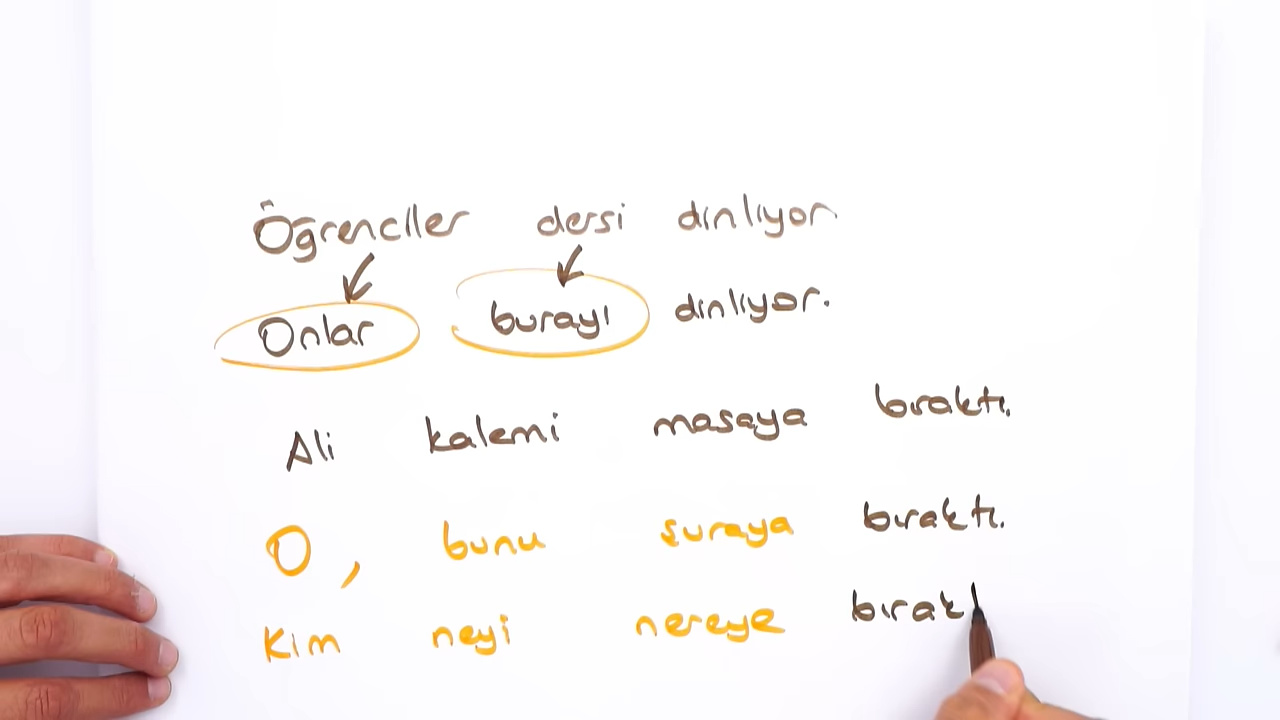 Öğrenciler dersi dinliyor
Onlar burayı dinliyor.
Ali kalemi masaya bıraktı.
O, bunu şuraya bıraktı.
Kim neyi nereye bırak